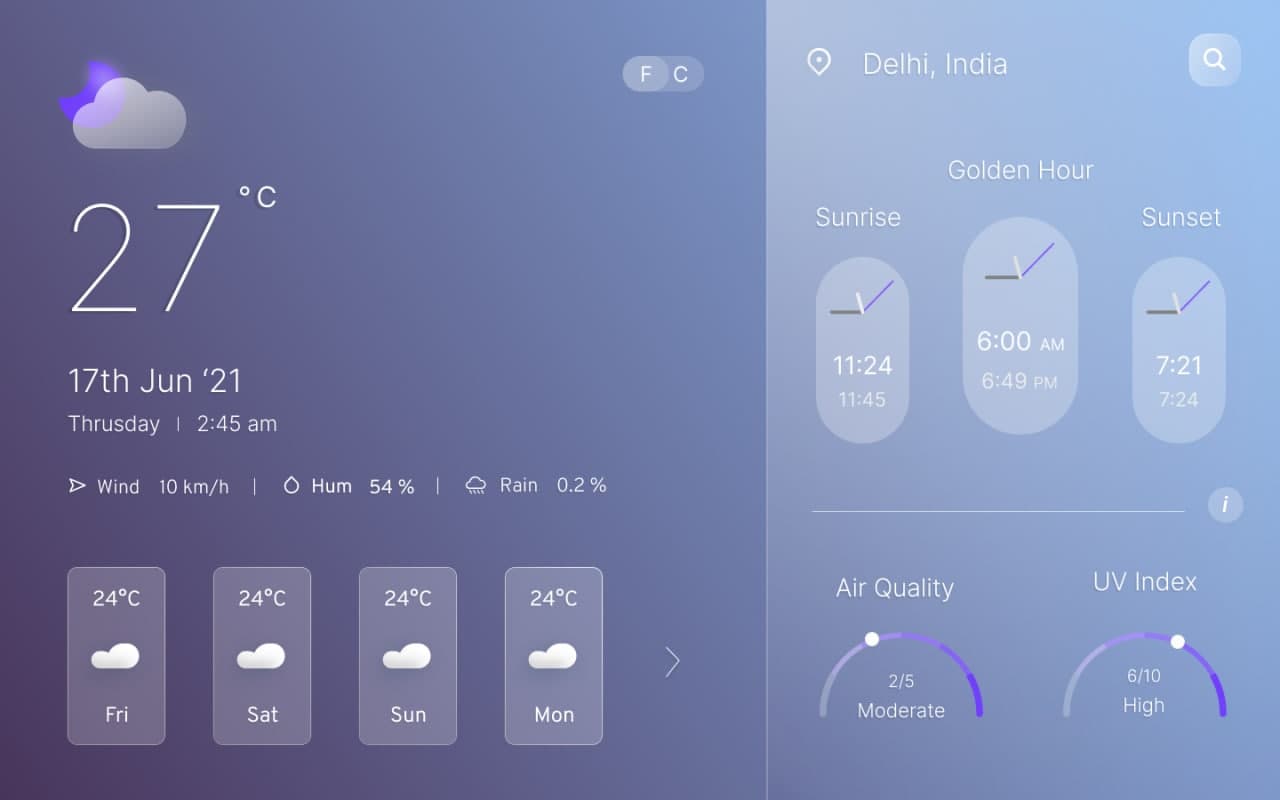 F C
27 °C
17th Jun ‘21
Thrusday | 2:45 am
Wind 10 km/h | Hum 54 % | Rain 0.2 %
24°C
Fri
24°C
Sat
24°C
Sun
24°C
Mon
Delhi, India
Golden Hour
Sunrise
Sunset
11:24
11:45
6:00 AM
6:49 PM
7:21
7:24
i
Air Quality
2/5
Moderate
UV Index
6/10
High